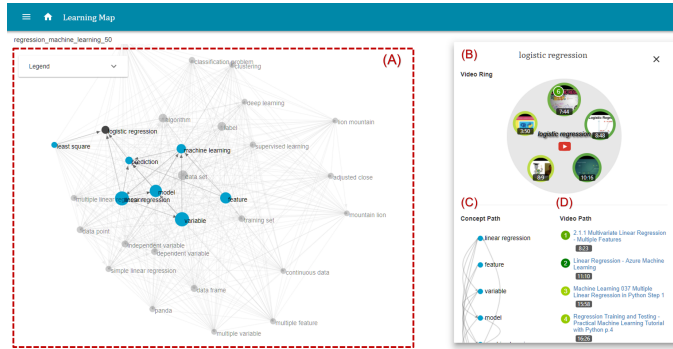 Learning Map
regression_machine_learning_50
(A)
Legend
classification problem
clustering
deep learning
algorithm
label
lion mountain
logistic regression
least square
machine learning
supervised learning
prediction
data set
adjusted close
model
multiple linear
linear regression
feature
mountain lion
variable
training set
data point
independent variable
dependent variable
simple linear regression
continuous data
data frame
panda
multiple feature
multiple variable
(B)
logistic regression
Video Ring
6
7:44
3:50
8:48
logistic regression
8:9
10:16
(C)
(D)
Concept Path
Video Path
linear regression
feature
variable
model
1
2 1.1 Multivariate Linear Regression
- Multiple Features
8:23
2
Linear Regression - Azure Machine
Learning
11:10
3
Machine Learning 037 Multiple
Linear Regression in Python Step 1
15:58
4
Regression Training and Testing -
Practical Machine Learning Tutorial
with Python p.4
16:26